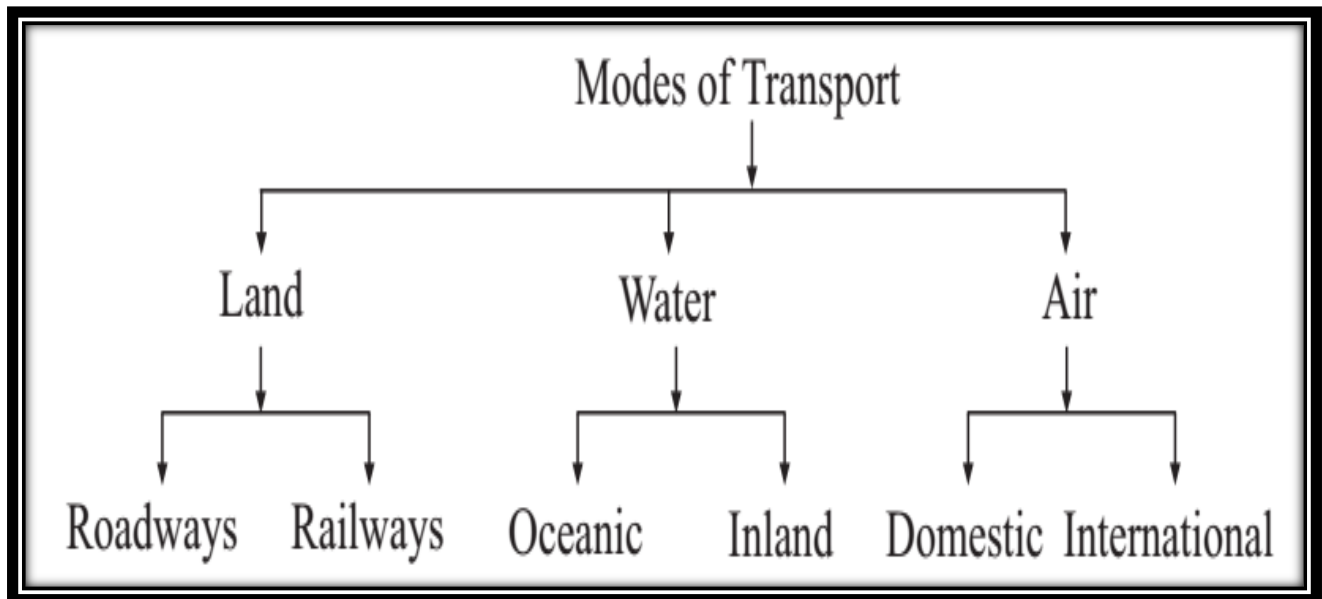 Modes of Transport
Land Water Air
Roadways Railways Oceanic Inland Domestic International